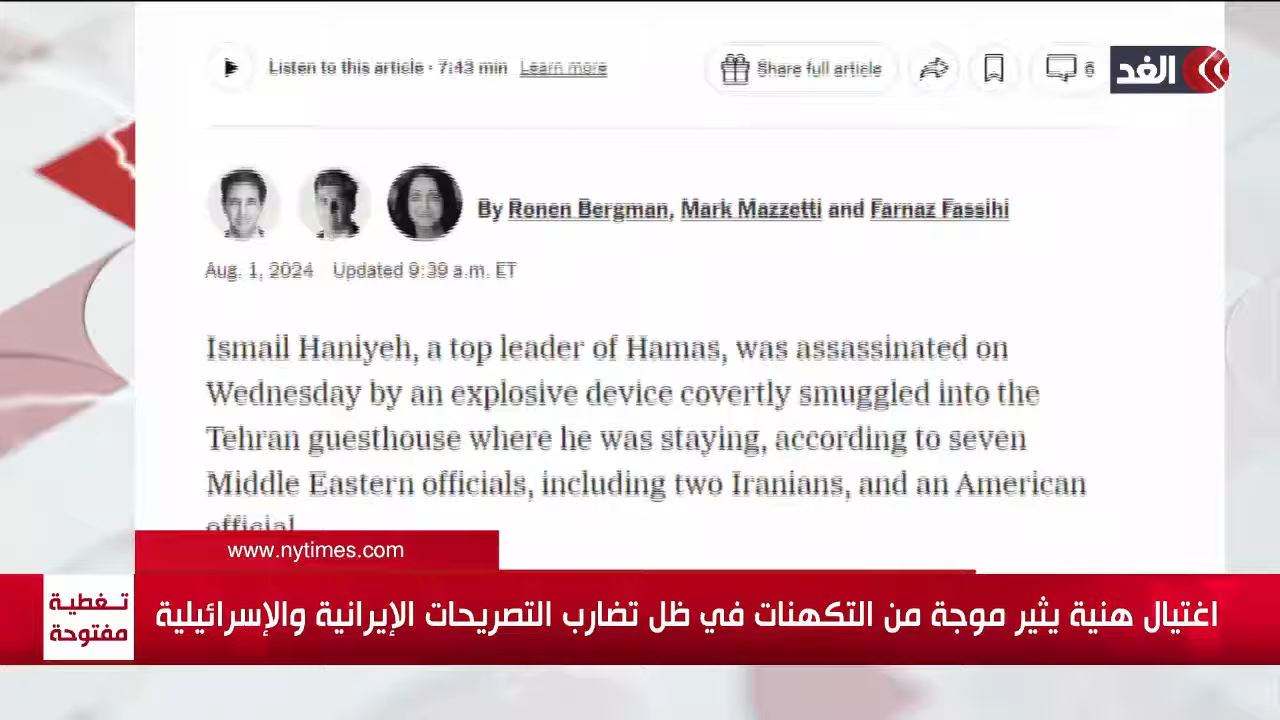 Listen to this article · 7:43 min Learn more
Share full article
6
الغد
By Ronen Bergman, Mark Mazzetti and Farnaz Fassihi
Aug. 1, 2024 Updated 9:39 a.m. ET
Ismail Haniyeh, a top leader of Hamas, was assassinated on
Wednesday by an explosive device covertly smuggled into the
Tehran guesthouse where he was staying, according to seven
Middle Eastern officials, including two Iranians, and an American
official
www.nytimes.com
اغتيال هنية يثير موجة من التكهنات في ظل تضارب التصريحات الإيرانية والإسرائيلية
تغطية
مفتوحة